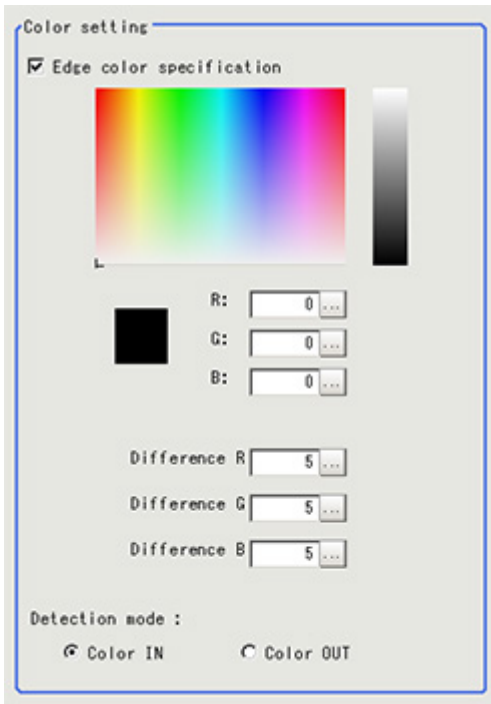 Color setting
Edge color specification
R: 0 ...
G: 0 ...
B: 0 ...
Difference R 5 ...
Difference G 5 ...
Difference B 5 ...
Detection mode :
Color IN Color OUT